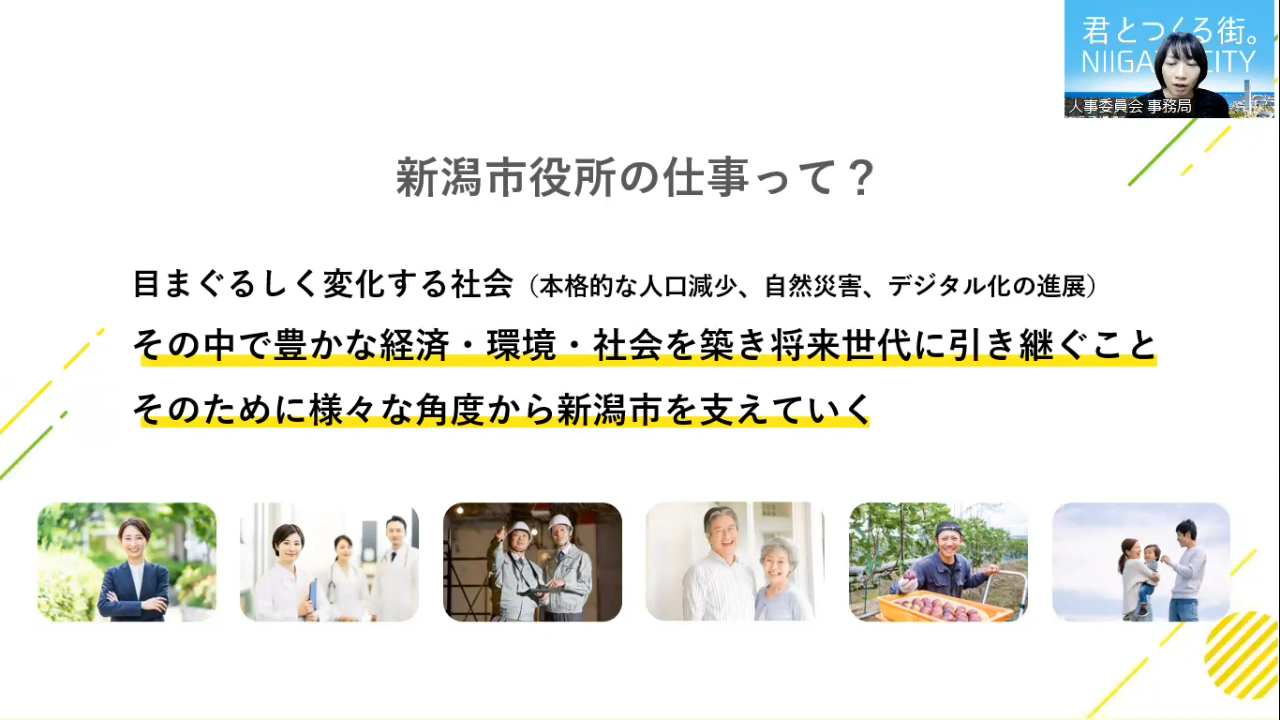 君とつくる街。
NIIGA CITY
人事委員会 事務局
新潟市役所の仕事って？
目まぐるしく変化する社会（本格的な人口減少、自然災害、デジタル化の進展）
その中で豊かな経済・環境・社会を築き将来世代に引き継ぐこと
そのために様々な角度から新潟市を支えていく